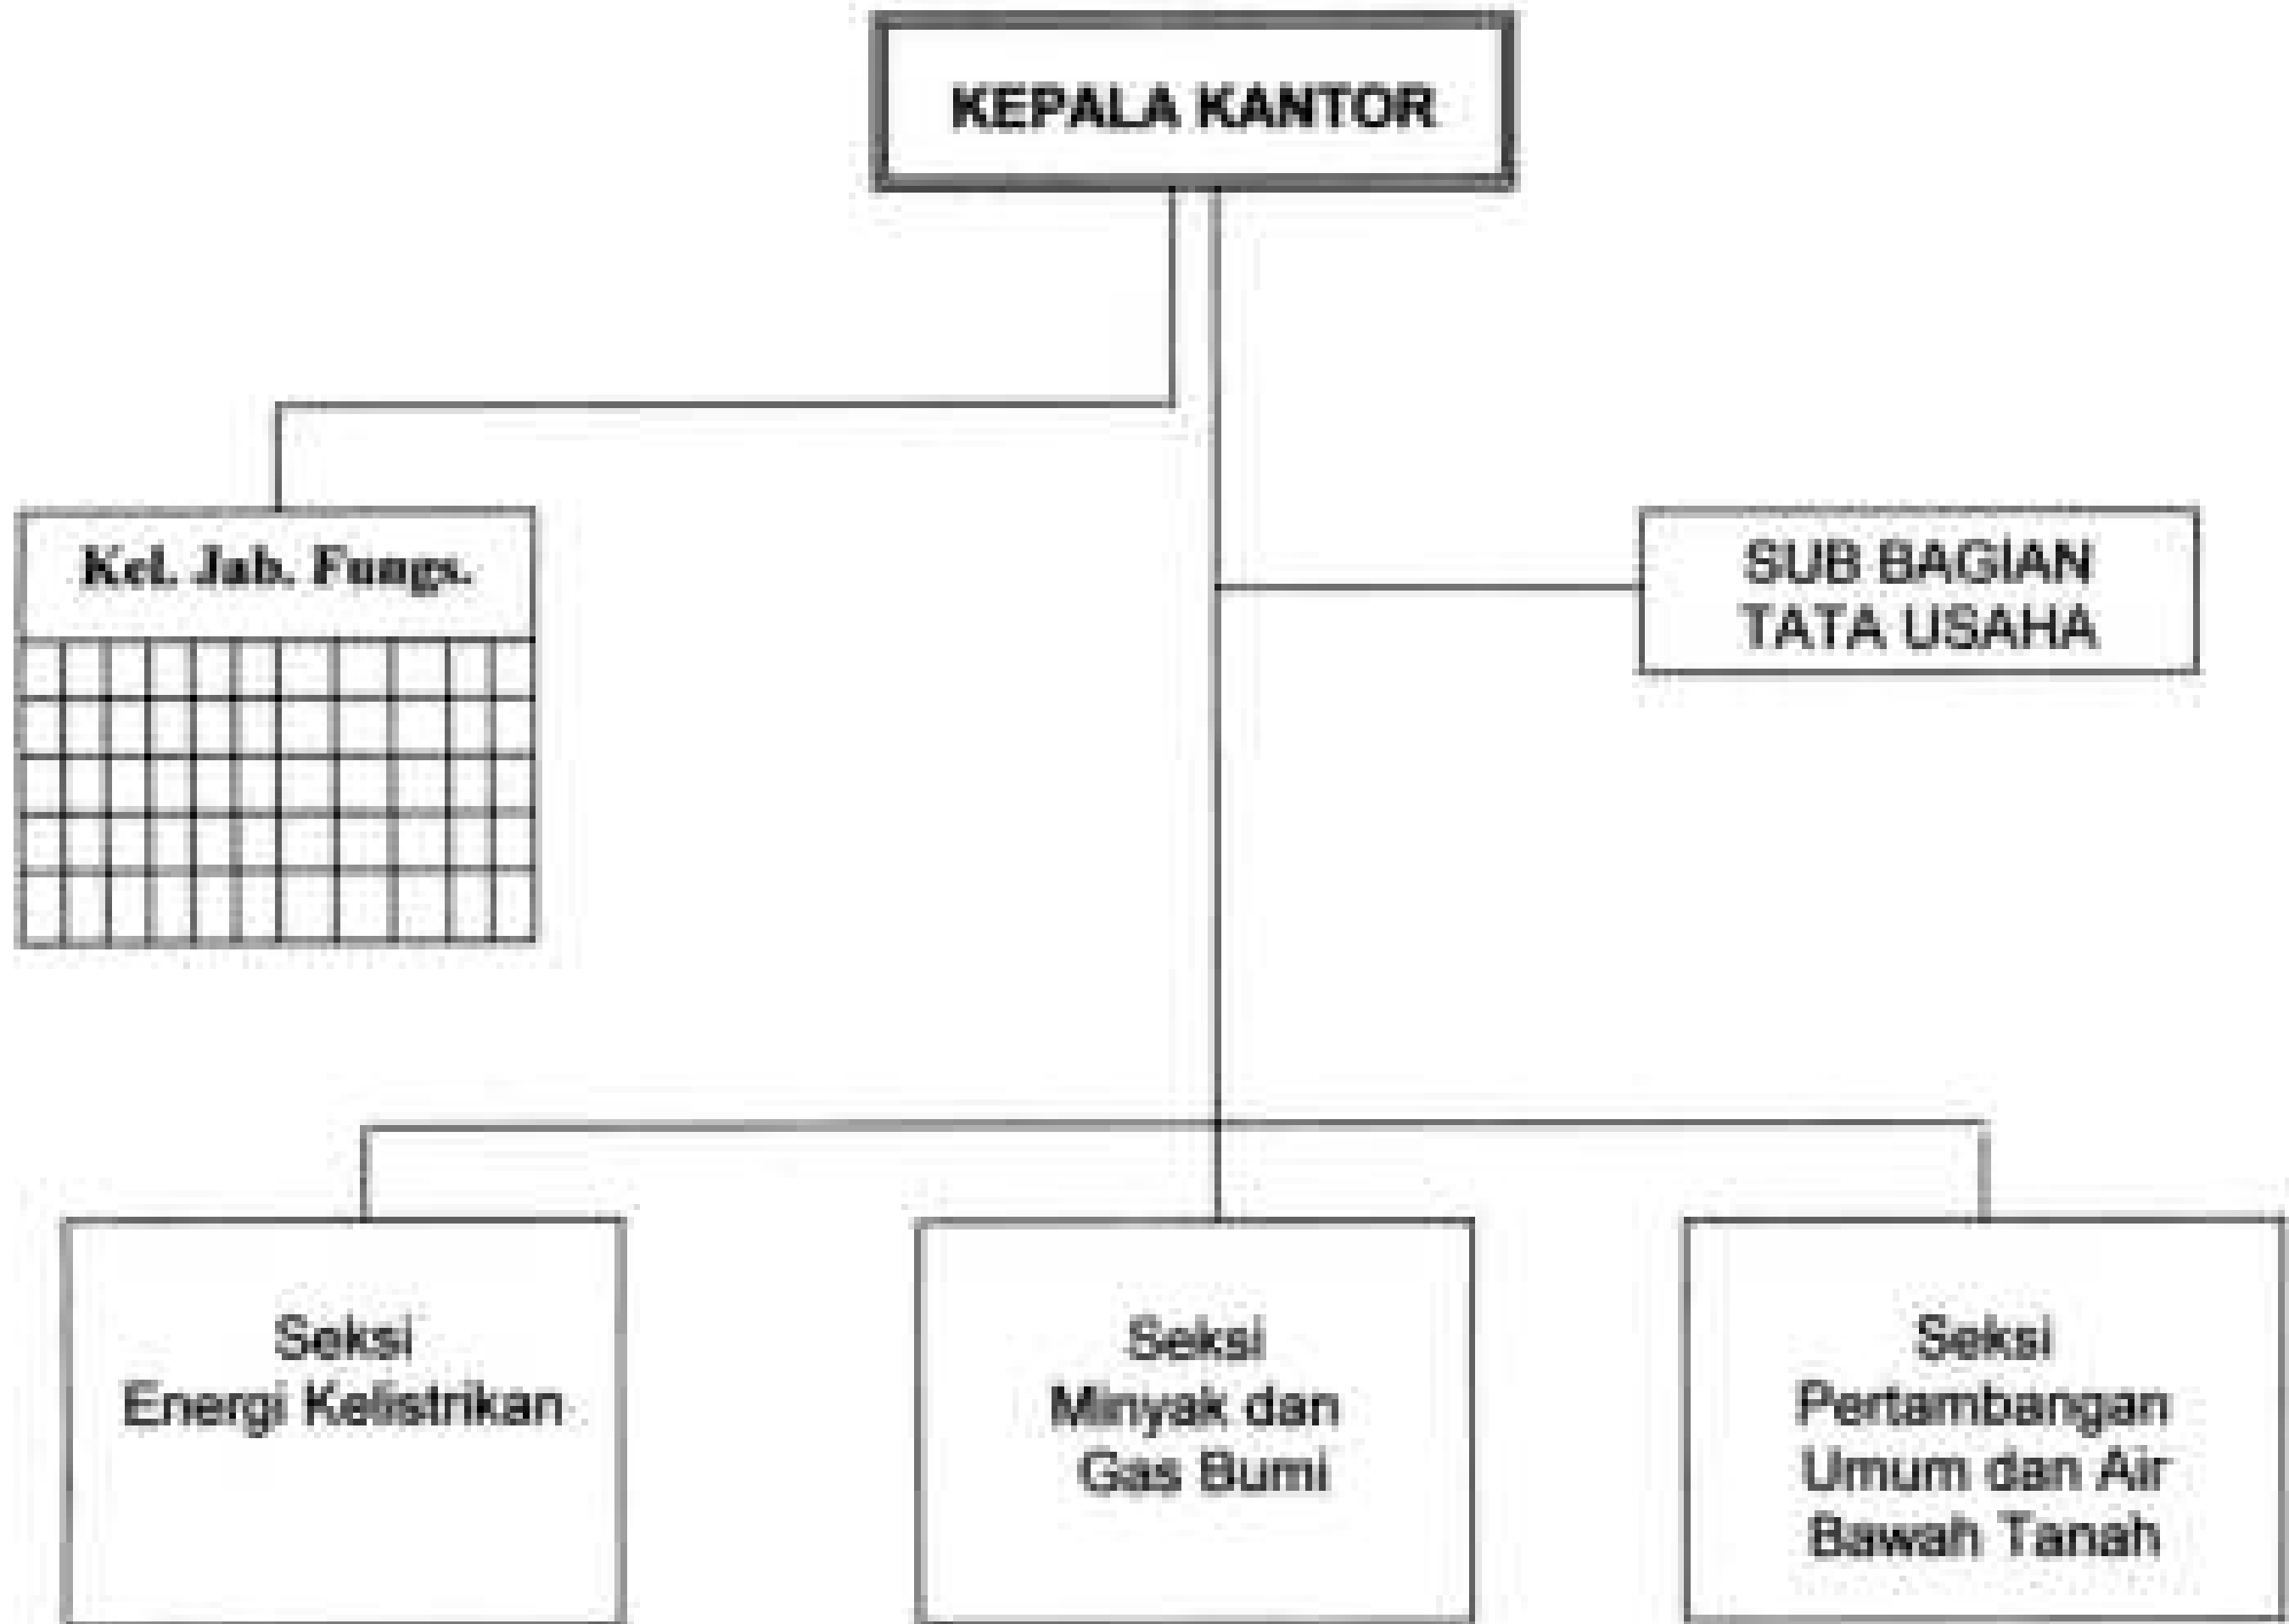 KEPALA KANTOR
Kel. Jab. Fungs.
SUB BAGIAN
TATA USAHA
Seksi
Energi Kelistrikan
Seksi
Minyak dan
Gas Bumi
Seksi
Pertambangan
Umum dan Air
Bawah Tanah